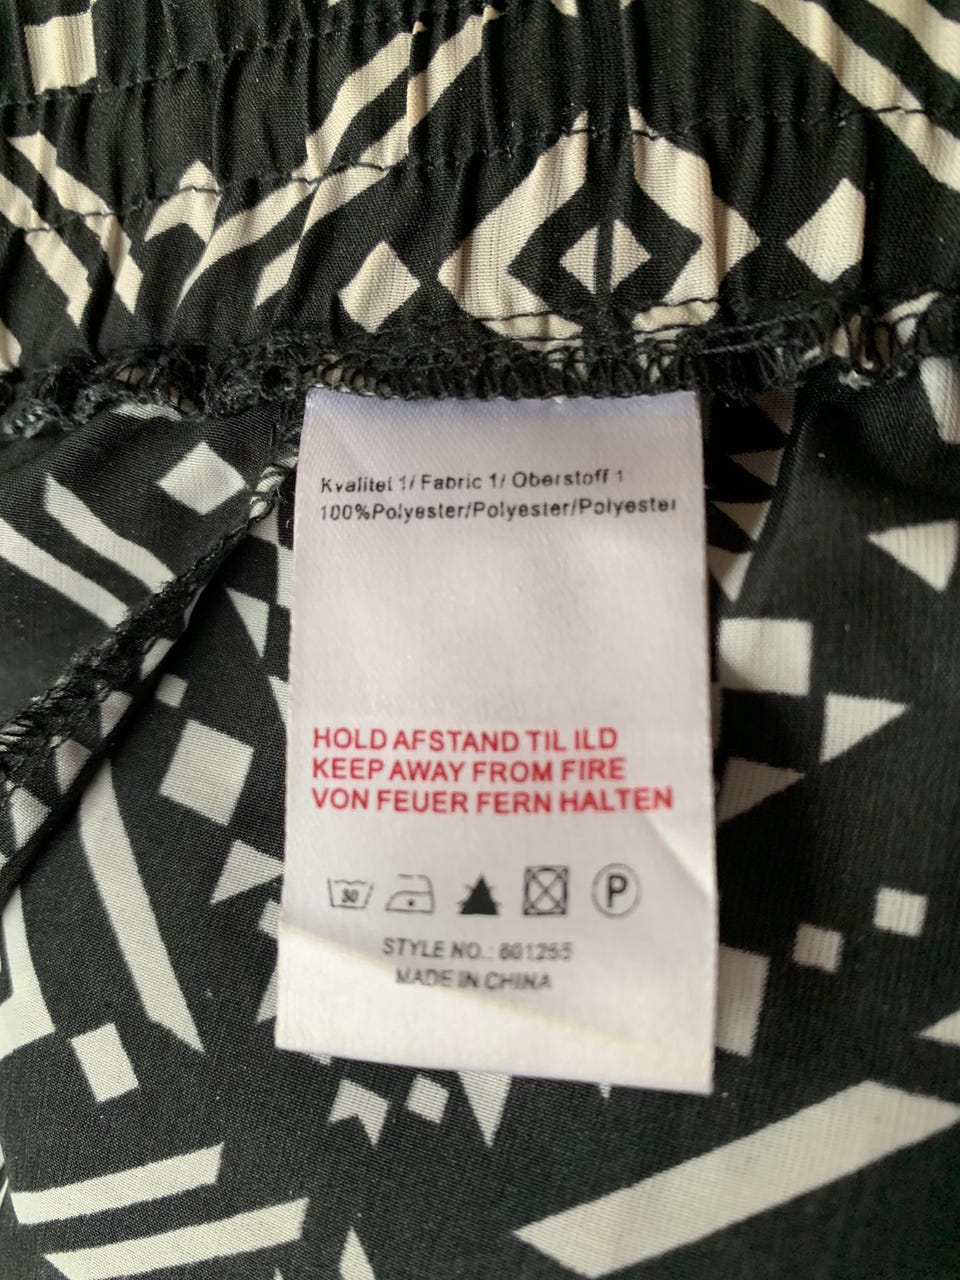 Kvalitet 1/ Fabric 1/ Oberstoff 1
100%Polyester/Polyester/Polyester
HOLD AFSTAND TIL ILD
KEEP AWAY FROM FIRE
VON FEUER FERN HALTEN
30 P
STYLE NO.: 601255
MADE IN CHINA